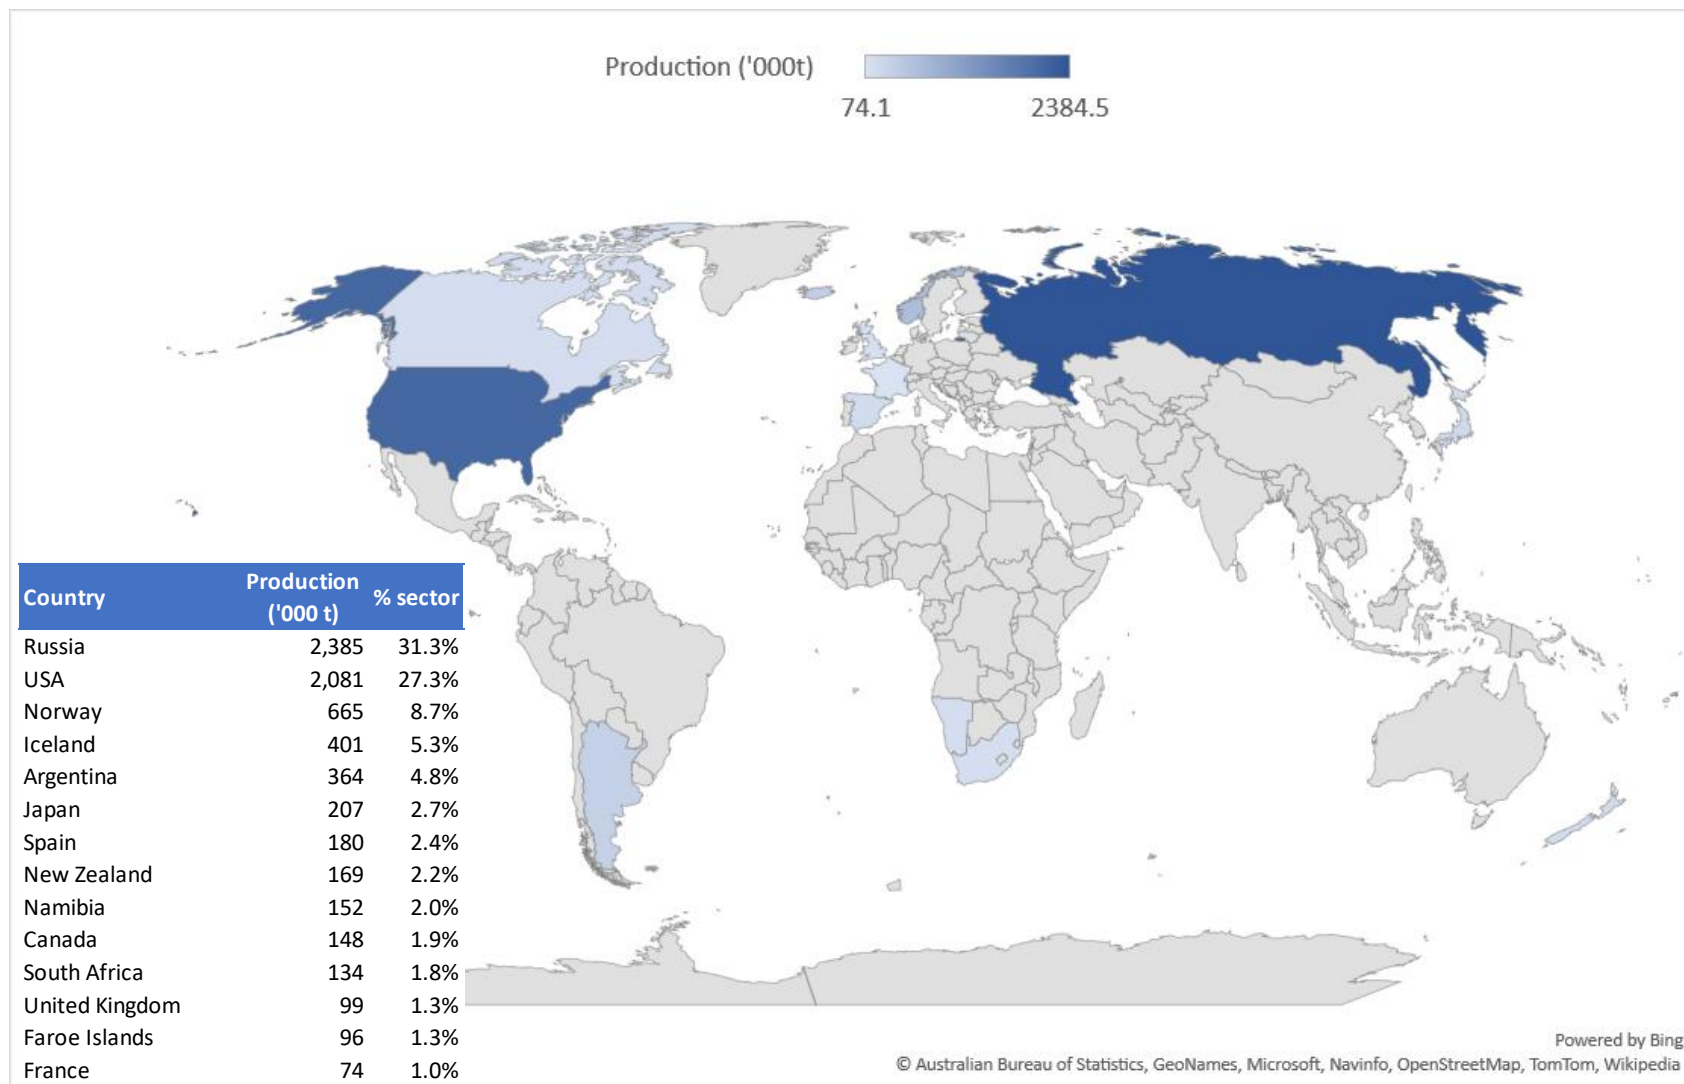 Production ('000t)
74.1 2384.5
Country Production ('000 t) % sector
Russia 2,385 31.3%
USA 2,081 27.3%
Norway 665 8.7%
Iceland 401 5.3%
Argentina 364 4.8%
Japan 207 2.7%
Spain 180 2.4%
New Zealand 169 2.2%
Namibia 152 2.0%
Canada 148 1.9%
South Africa 134 1.8%
United Kingdom 99 1.3%
Faroe Islands 96 1.3%
France 74 1.0%
Powered by Bing
© Australian Bureau of Statistics, GeoNames, Microsoft, Navinfo, OpenStreetMap, TomTom, Wikipedia